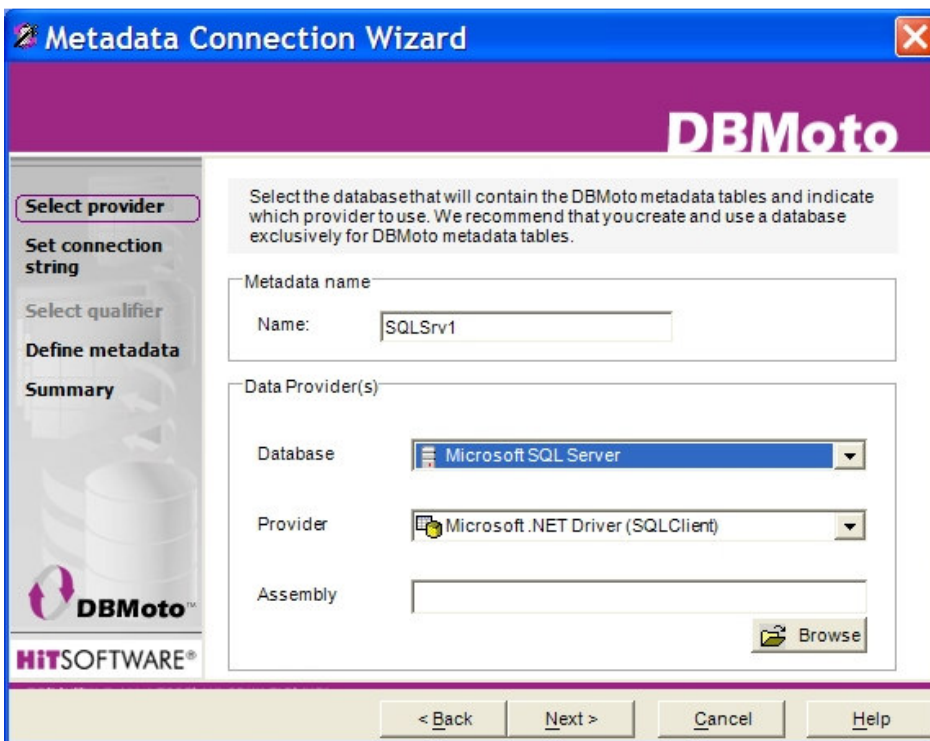 Metadata Connection Wizard
DBMoto
Select provider
Set connection
string
Select qualifier
Define metadata
Summary
DBMoto™
HiTSOFTWARE®
Select the database that will contain the DBMoto metadata tables and indicate
which provider to use. We recommend that you create and use a database
exclusively for DBMoto metadata tables.
Metadata name
Name:
SQLSrv1
Data Provider(s)
Database
Microsoft SQL Server
Provider
Microsoft .NET Driver (SQLClient)
Assembly
Browse
< Back
Next >
Cancel
Help